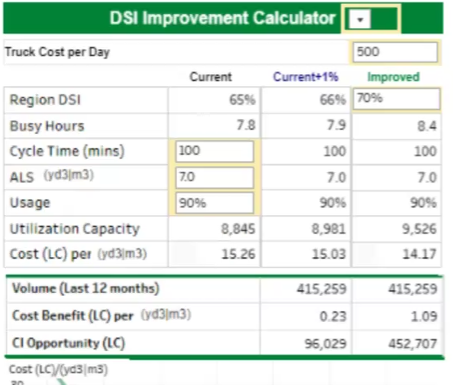 DSI Improvement Calculator
Truck Cost per Day 500
Current Current+1% Improved
Region DSI 65% 66% 70%
Busy Hours 7.8 7.9 8.4
Cycle Time (mins) 100 100 100
ALS (yd3|m3) 7.0 7.0 7.0
Usage 90% 90% 90%
Utilization Capacity 8,845 8,981 9,526
Cost (LC) per (yd3|m3) 15.26 15.03 14.17
Volume (Last 12 months) 415,259 415,259
Cost Benefit (LC) per (yd3|m3) 0.23 1.09
CI Opportunity (LC) 96,029 452,707
Cost (LC)/(yd3|m3)